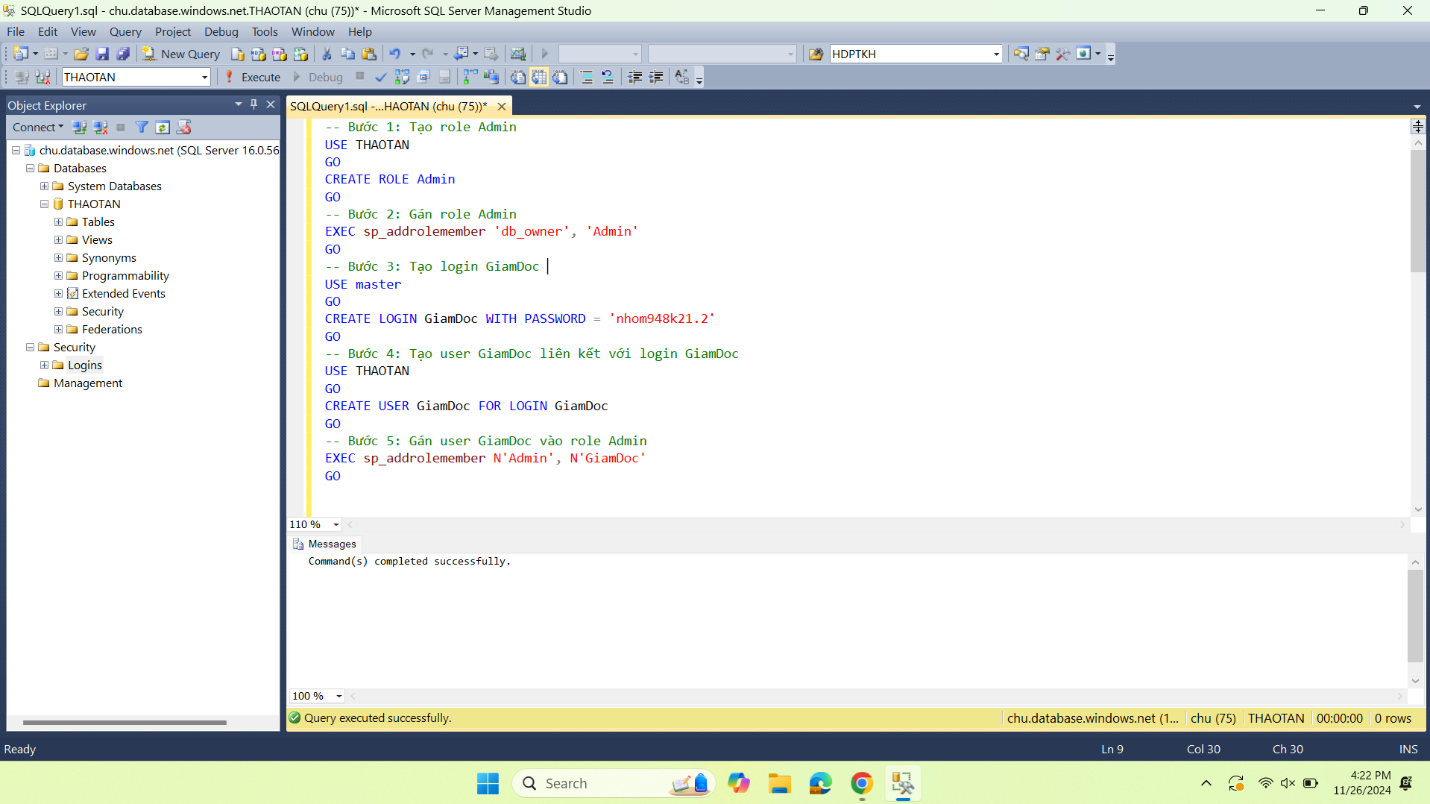 SQLQuery1.sql - chu.database.windows.net.THAOTAN (chu (75))* - Microsoft SQL Server Management Studio
File Edit View Query Project Debug Tools Window Help
New Query
HDPTKH
THAOTAN
Execute
Debug
Object Explorer
SQLQuery1.sql -...HAOTAN (chu (75))*
Connect
chu.database.windows.net (SQL Server 16.0.56
Databases
System Databases
THAOTAN
Tables
Views
Synonyms
Programmability
Extended Events
Security
Federations
Security
Logins
Management
-- Bước 1: Tạo role Admin
USE THAOTAN
GO
CREATE ROLE Admin
GO
-- Bước 2: Gán role Admin
EXEC sp_addrolemember 'db_owner', 'Admin'
GO
-- Bước 3: Tạo login GiamDoc
USE master
GO
CREATE LOGIN GiamDoc WITH PASSWORD = 'nhom948k21.2'
GO
-- Bước 4: Tạo user GiamDoc liên kết với login GiamDoc
USE THAOTAN
GO
CREATE USER GiamDoc FOR LOGIN GiamDoc
GO
-- Bước 5: Gán user GiamDoc vào role Admin
EXEC sp_addrolemember N'Admin', N'GiamDoc'
GO
110 %
Messages
Command(s) completed successfully.
100 %
Query executed successfully.
chu.database.windows.net (1... chu (75) THAOTAN 00:00:00 0 rows
Ready
Ln 9 Col 30 Ch 30 INS
Search
4:22 PM
11/26/2024